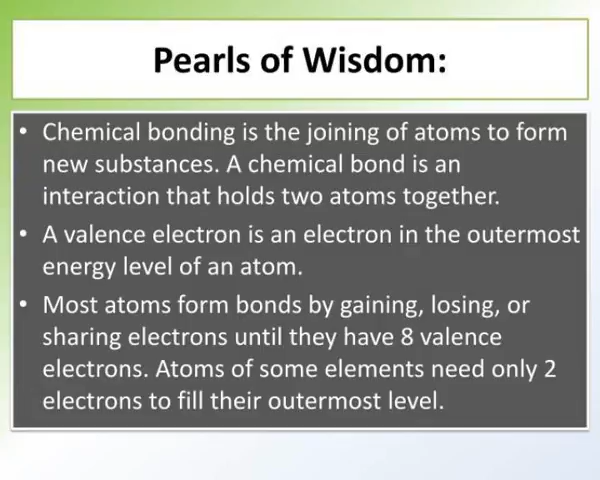 Pearls of Wisdom:
• Chemical bonding is the joining of atoms to form
new substances. A chemical bond is an
interaction that holds two atoms together.
• A valence electron is an electron in the outermost
energy level of an atom.
• Most atoms form bonds by gaining, losing, or
sharing electrons until they have 8 valence
electrons. Atoms of some elements need only 2
electrons to fill their outermost level.